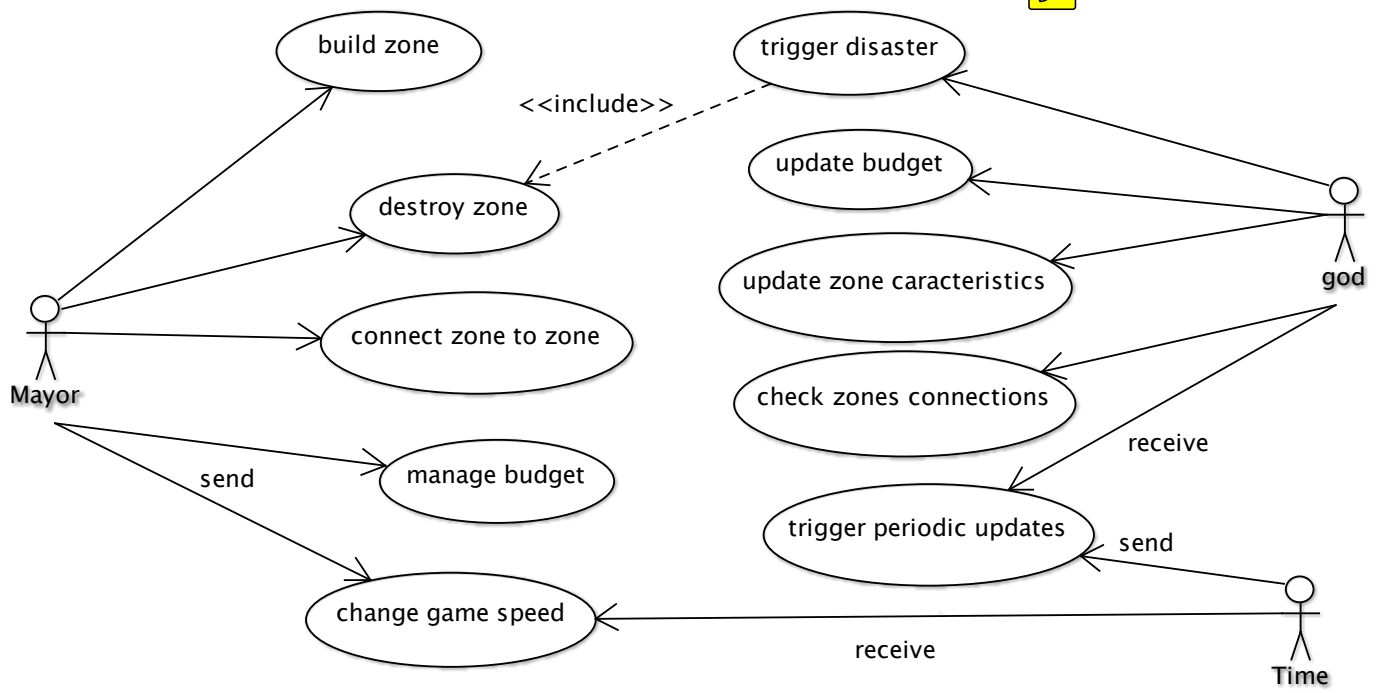 build zone
trigger disaster
<<include>>
update budget
destroy zone
update zone caracteristics
god
connect zone to zone
Mayor
check zones connections
receive
manage budget
send
trigger periodic updates
send
change game speed
receive
Time